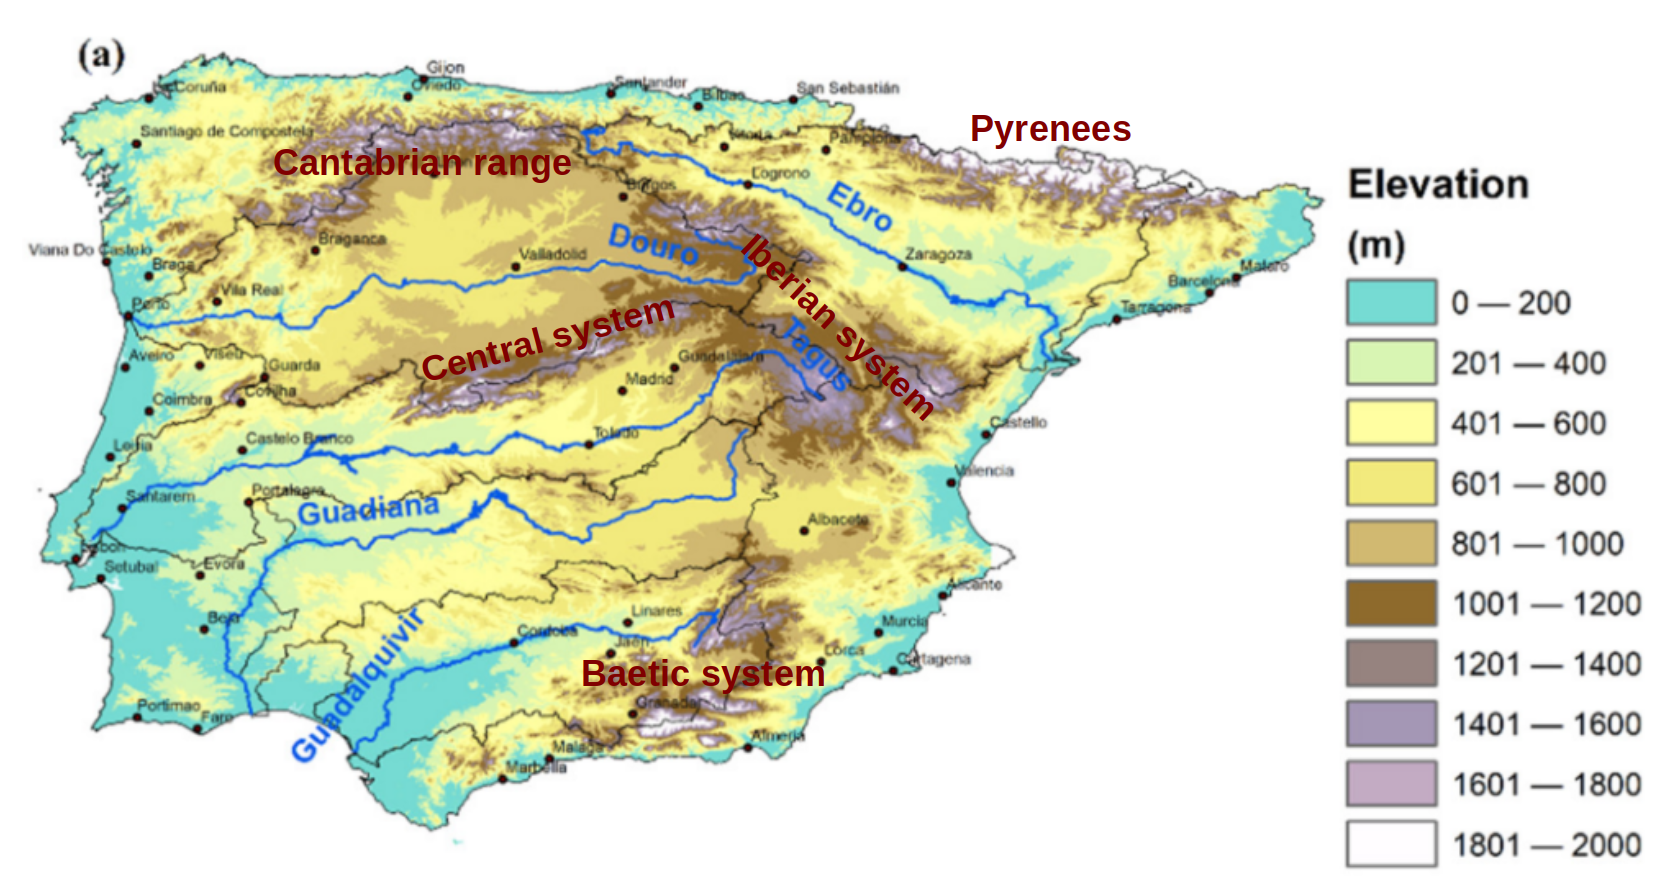 (a)
Gijon
La Coruña
Oviedo
Santander
Bilbao
San Sebastián
Santiago de Compostela
Vitoria
Pamplona
Pyrenees
Cantabrian range
Burgos
Logrono
Ebro
Elevation
(m)
Viana Do Castelo
Braganca
Braga
Valladolid
Douro
Iberian system
Zaragoza
Mataro
Barcelona
Tarragona
Vila Real
Porto
Central system
Tagus
Aveiro
Viseu
Guarda
Guadalajara
Madrid
Coimbra
Covilha
Castello
Leiria
Castelo Branco
Toledo
Valencia
Santarem
Portalegre
Guadiana
Albacete
Lisbon
Setubal
Evora
Alicante
Beja
Guadalquivir
Linares
Cordoba
Jaen
Murcia
Lorca
Cartagena
Baetic system
Granada
Portimao
Faro
Malaga
Almeria
Marbella
0 — 200
201 — 400
401 — 600
601 — 800
801 — 1000
1001 — 1200
1201 — 1400
1401 — 1600
1601 — 1800
1801 — 2000